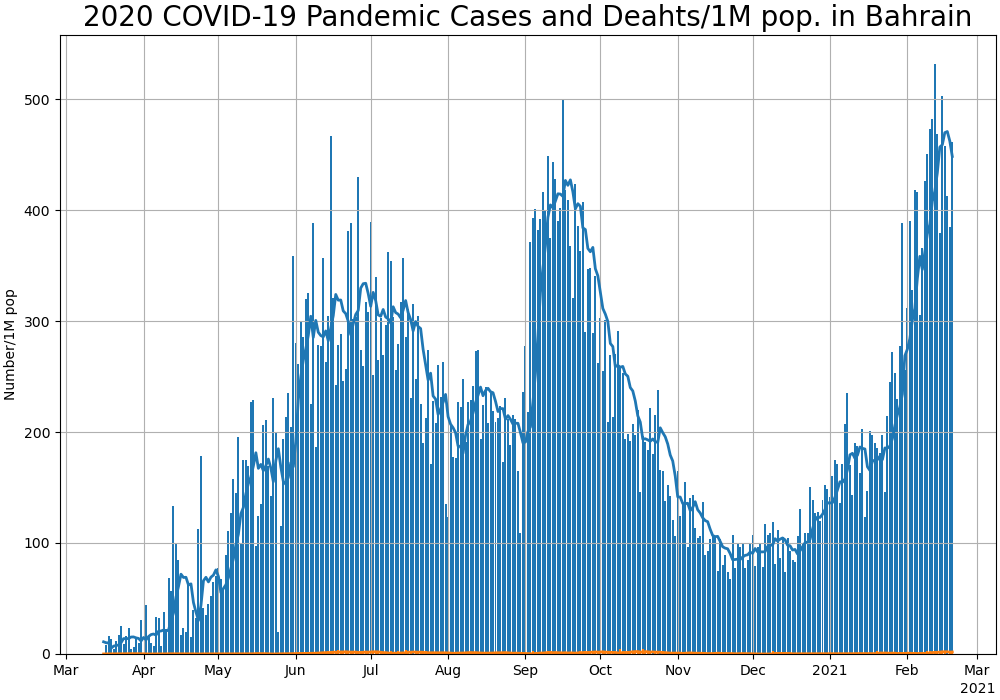 2020 COVID-19 Pandemic Cases and Deahts/1M pop. in Bahrain
Number/1M pop
500
400
300
200
100
0
Mar Apr May Jun Jul Aug Sep Oct Nov Dec 2021 Feb Mar
2021